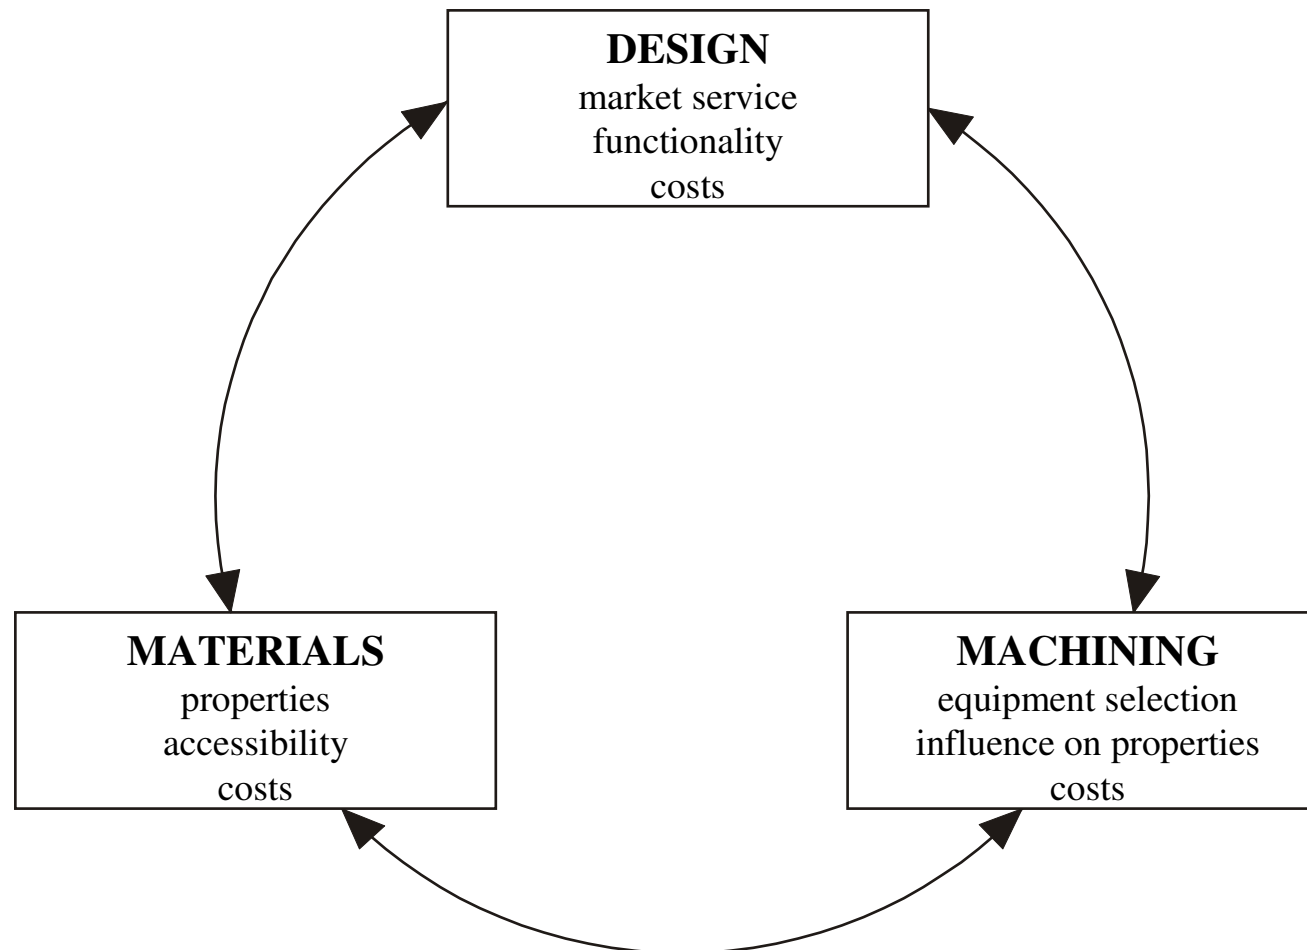 DESIGN
market service
functionality
costs
MATERIALS
properties
accessibility
costs
MACHINING
equipment selection
influence on properties
costs